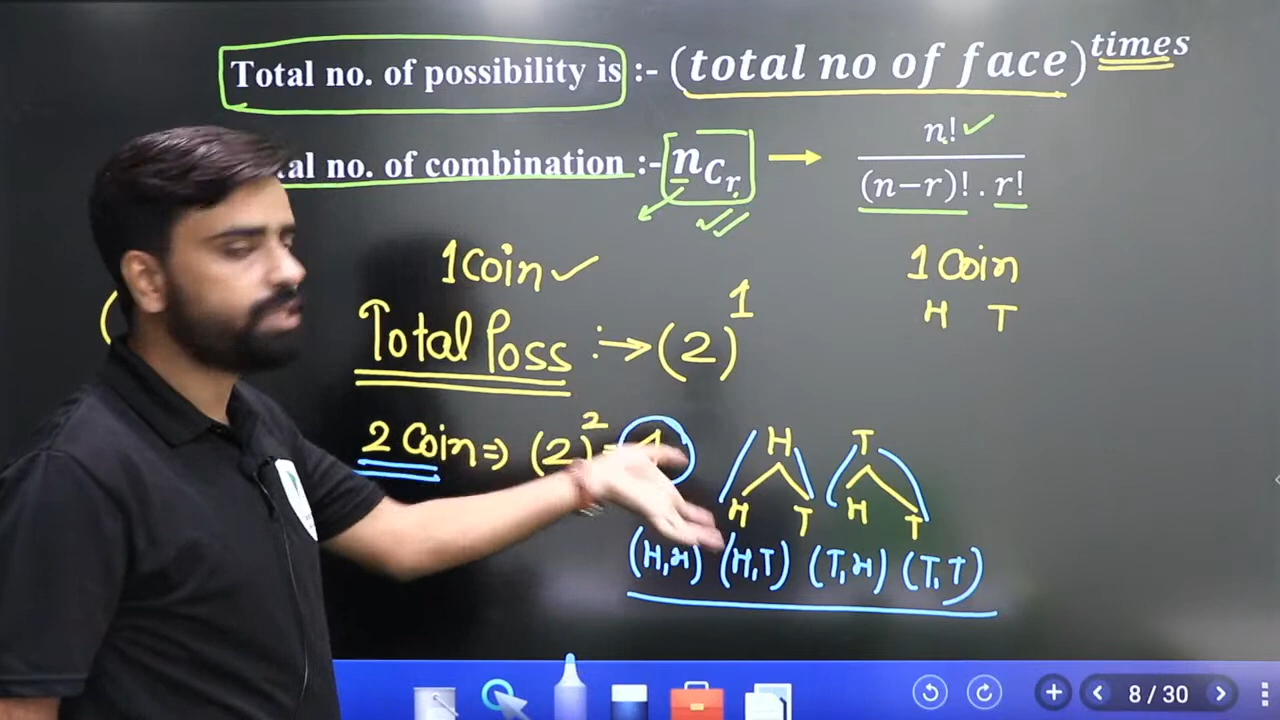 Total no. of possibility is :- (total no of face)^times
al no. of combination :- nCr → n! / (n−r)! . r!
1 Coin ✓
1 Coin
H T
Total Poss :→ (2)^1
2 Coin ⇒ (2)^2 = 4
H T
H T H T
(H,H) (H,T) (T,H) (T,T)
8 / 30